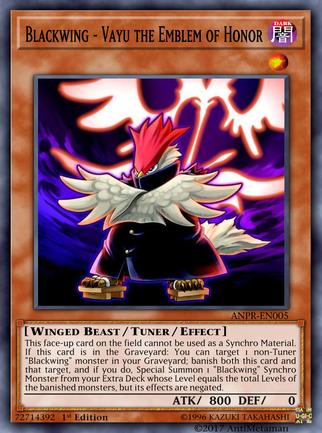 Blackwing - Vayu the Emblem of Honor
DARK
闇
ANPR-EN005
[Winged Beast / Tuner / Effect]
This face-up card on the field cannot be used as a Synchro Material.
If this card is in the Graveyard: You can target 1 non-Tuner
"Blackwing" monster in your Graveyard; banish both this card and
that target, and if you do, Special Summon 1 "Blackwing" Synchro
Monster from your Extra Deck whose Level equals the total Levels of
the banished monsters, but its effects are negated.
ATK/ 800 DEF/ 0
72714392 1st Edition ©1996 KAZUKI TAKAHASHI
©2017 AntiMetaman